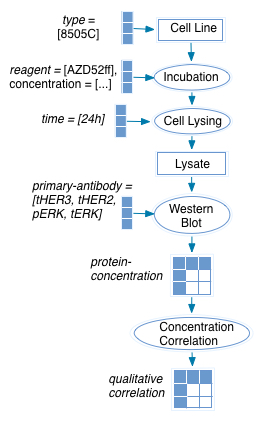 type =
[8505C]
Cell Line
reagent = [AZD52ff],
concentration = [...]
Incubation
time = [24h]
Cell Lysing
Lysate
primary-antibody =
[tHER3, tHER2,
pERK, tERK]
Western
Blot
protein-
concentration
Concentration
Correlation
qualitative
correlation